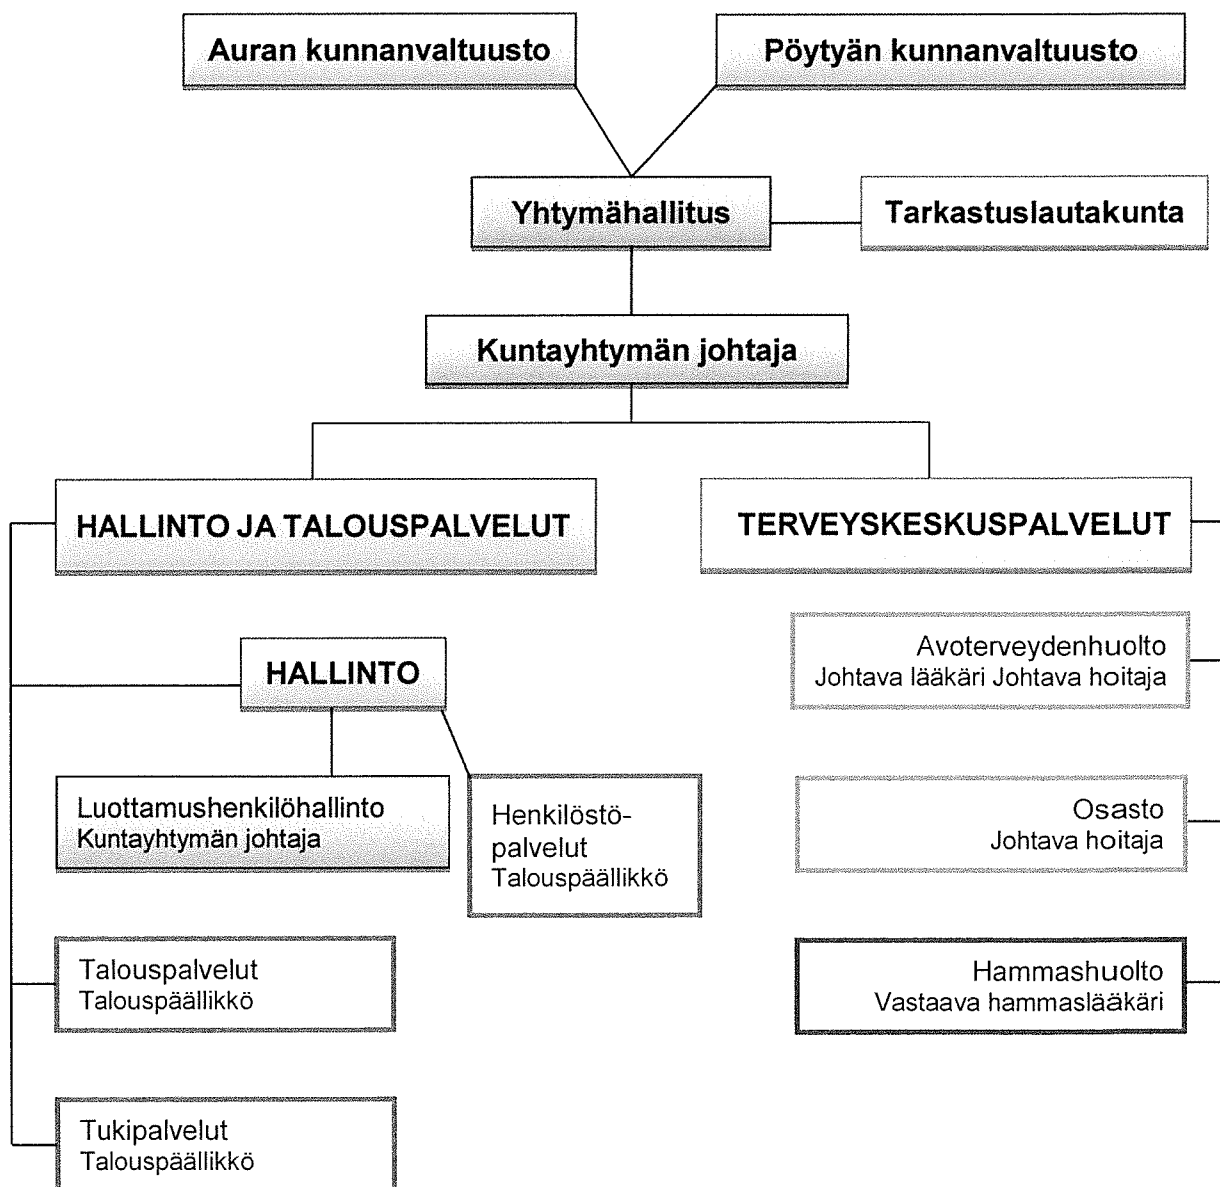 Auran kunnanvaltuusto
Pöytyän kunnanvaltuusto
Yhtymähallitus
Tarkastuslautakunta
Kuntayhtymän johtaja
HALLINTO JA TALOUSPALVELUT
TERVEYSKESKUSPALVELUT
HALLINTO
Avoterveydenhuolto
Johtava lääkäri Johtava hoitaja
Luottamushenkilöhallinto
Kuntayhtymän johtaja
Henkilöstö-
palvelut
Talouspäällikkö
Osasto
Johtava hoitaja
Talouspalvelut
Talouspäällikkö
Hammashuolto
Vastaava hammaslääkäri
Tukipalvelut
Talouspäällikkö